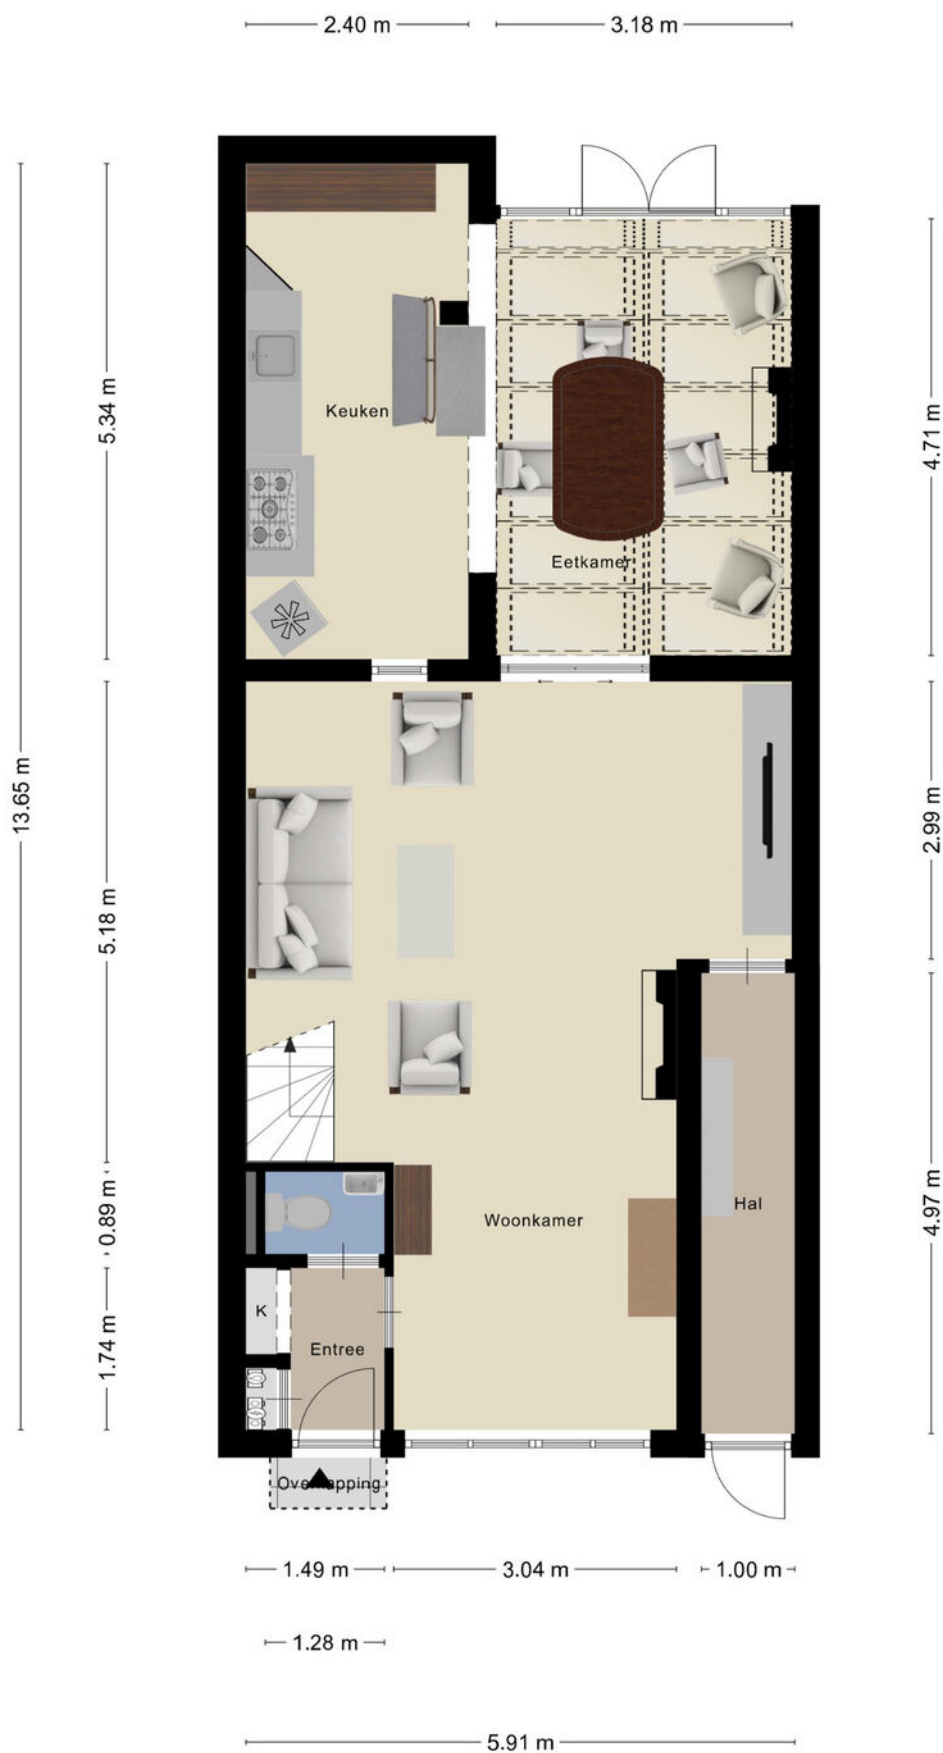 2.40 m
3.18 m
13.65 m
5.34 m
4.71 m
Keuken
Eetkamer
5.18 m
2.99 m
Woonkamer
Hal
4.97 m
0.89 m
1.74 m
K
Entree
Overkapping
1.49 m
3.04 m
1.00 m
1.28 m
5.91 m